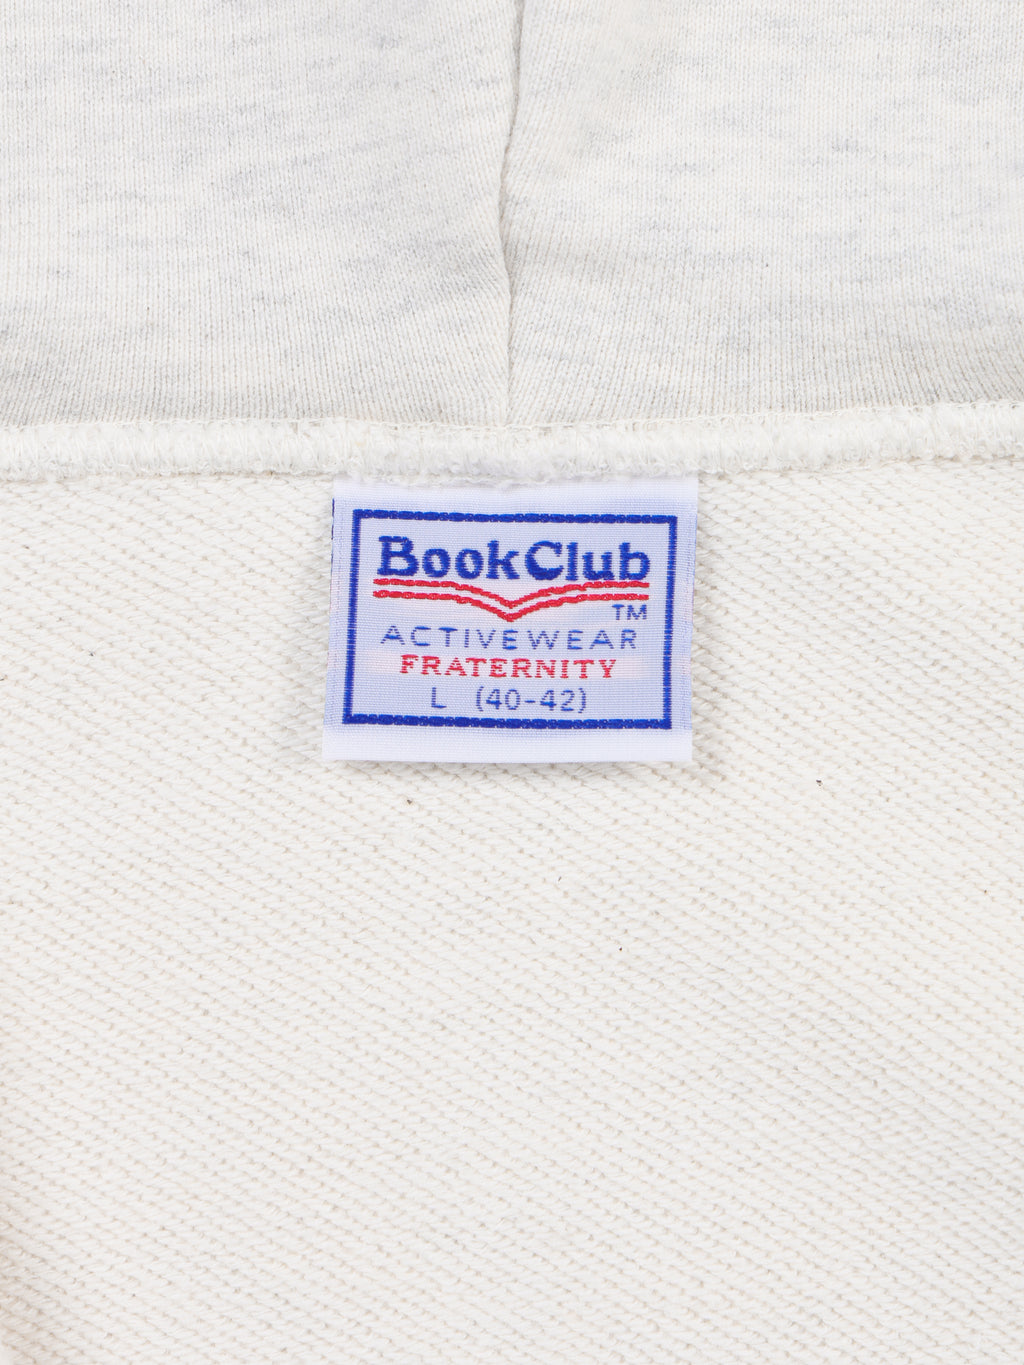 BookClub
TM
ACTIVEWEAR
FRATERNITY
L (40-42)